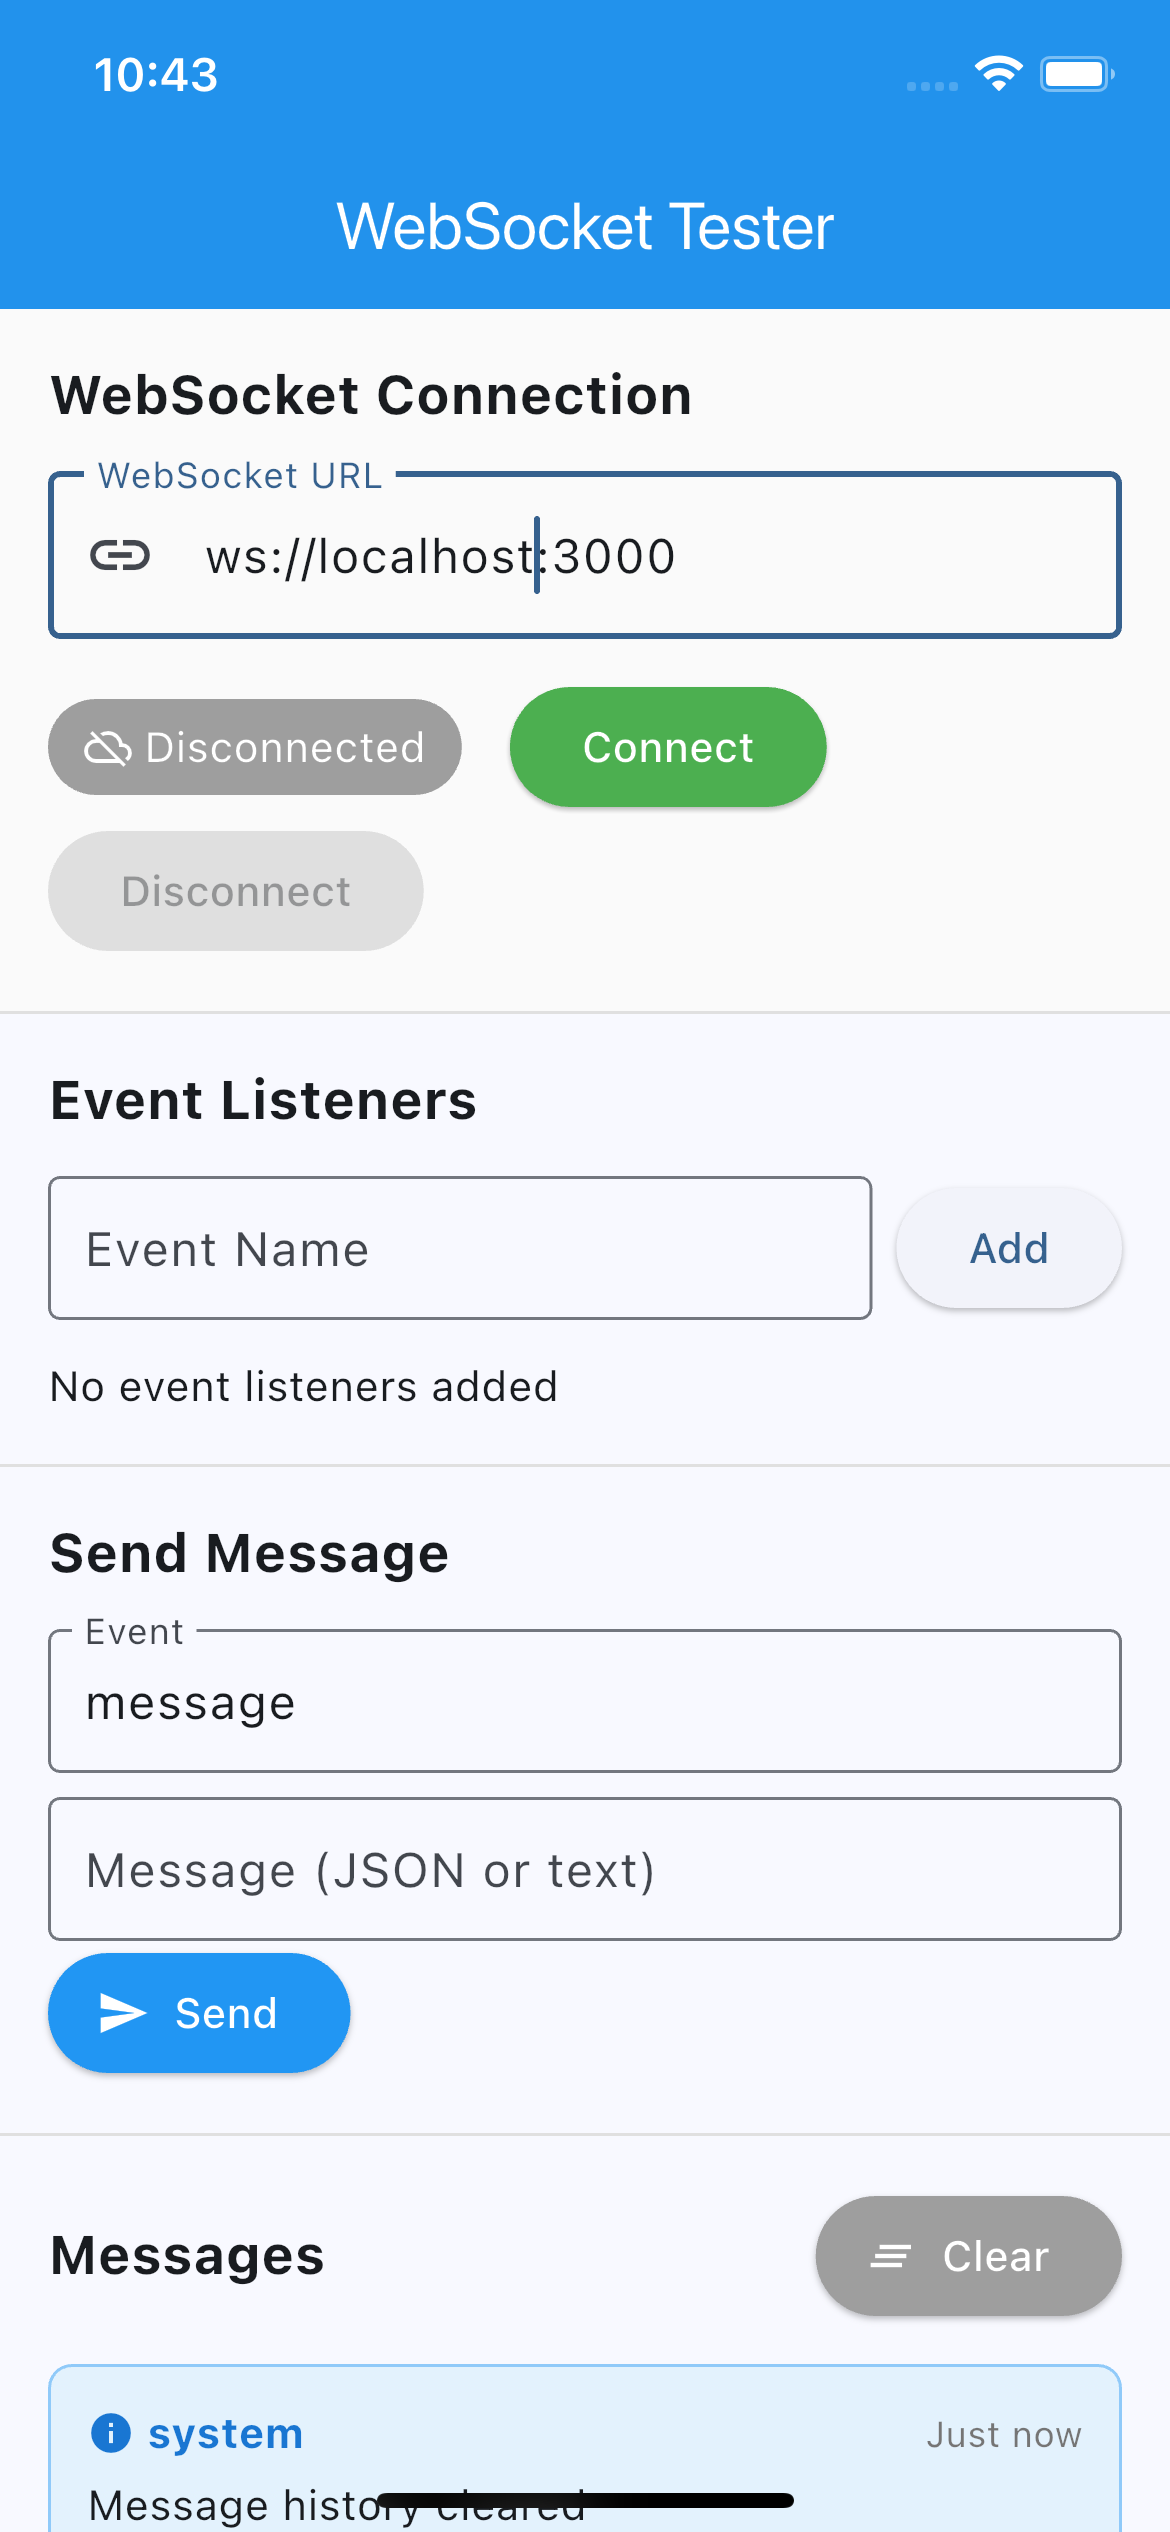 10:43
WebSocket Tester
WebSocket Connection
WebSocket URL
ws://localhost:3000
Disconnected
Connect
Disconnect
Event Listeners
Event Name
Add
No event listeners added
Send Message
Event
message
Message (JSON or text)
Send
Messages
Clear
system
Just now
Message history cleared